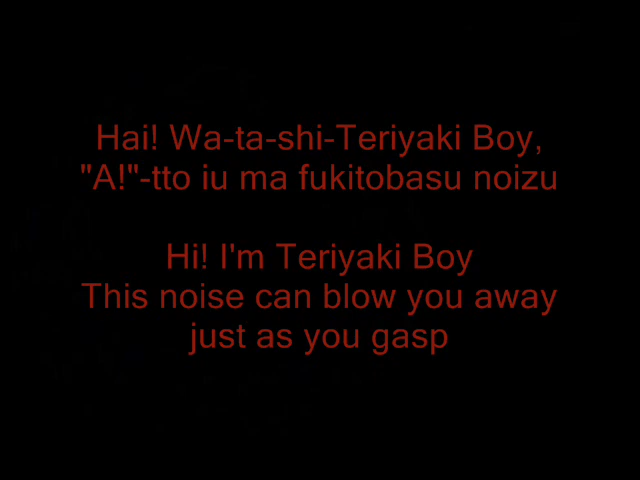 Hai! Wa-ta-shi-Teriyaki Boy,
"A!"-tto iu ma fukitobasu noizu
Hi! I'm Teriyaki Boy
This noise can blow you away
just as you gasp